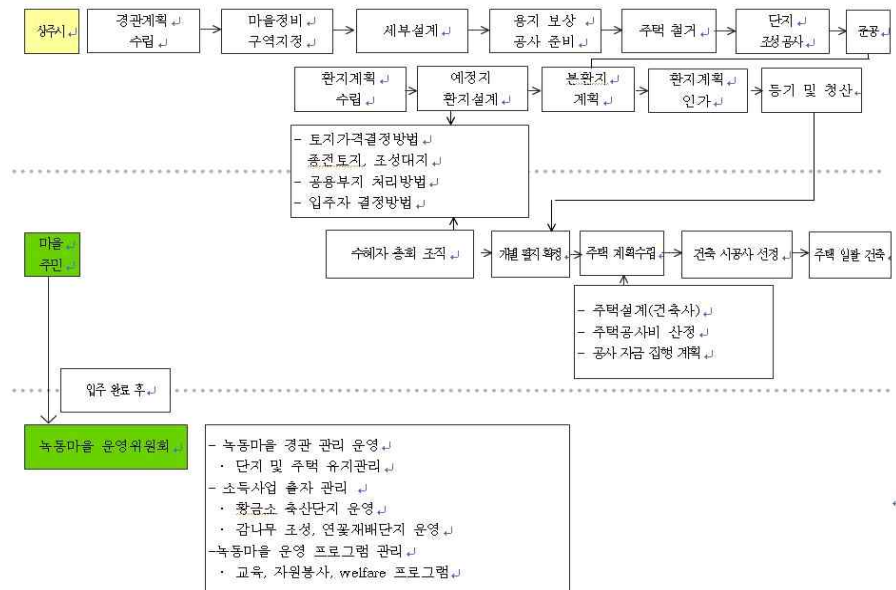 상주시
경관계획
수립
마을정비
구역지정
세부설계
용지 보상
공사 준비
주택 철거
단지
조성공사
준공
환지계획
수립
예정지
환지설계
분환지
계획
환지계획
인가
등기 및 청산
- 토지가격결정방법
종전토지, 조성대지
- 공용부지 처리방법
- 입주자 결정방법
마을
주민
수혜자 총회 조직
개별 필지 확정
주택 계획수립
건축 시공사 선정
주택 일괄 건축
- 주택설계(건축사)
- 주택공사비 산정
- 공사 자금 집행 계획
입주 완료 후
녹동마을 운영위원회
- 녹동마을 경관 관리 운영
· 단지 및 주택 유지관리
- 소득사업 출자 관리
· 황금소 축산단지 운영
· 감나무 조성, 연꽃재배단지 운영
-녹동마을 운영 프로그램 관리
· 교육, 자원봉사, welfare 프로그램